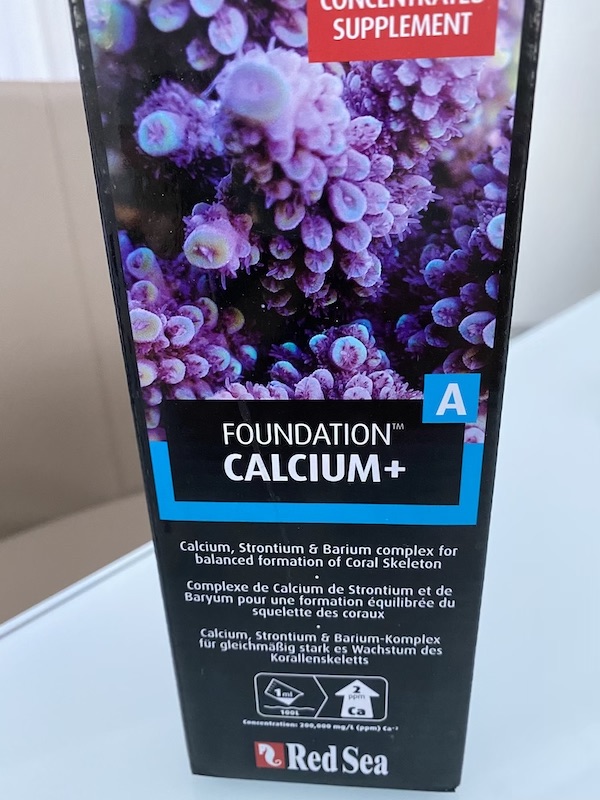 CONCENTRATED
SUPPLEMENT
A
FOUNDATION™
CALCIUM+
Calcium, Strontium & Barium complex for
balanced formation of Coral Skeleton
•
Complexe de Calcium de Strontium et de
Baryum pour une formation équilibrée du
squelette des coraux
•
Calcium, Strontium & Barium-Komplex
für gleichmäßig stark es Wachstum des
Korallenskeletts
1ml
100L
2
ppm
Ca
Concentration: 200,000 mg/L (ppm) Ca⁺²
Red Sea